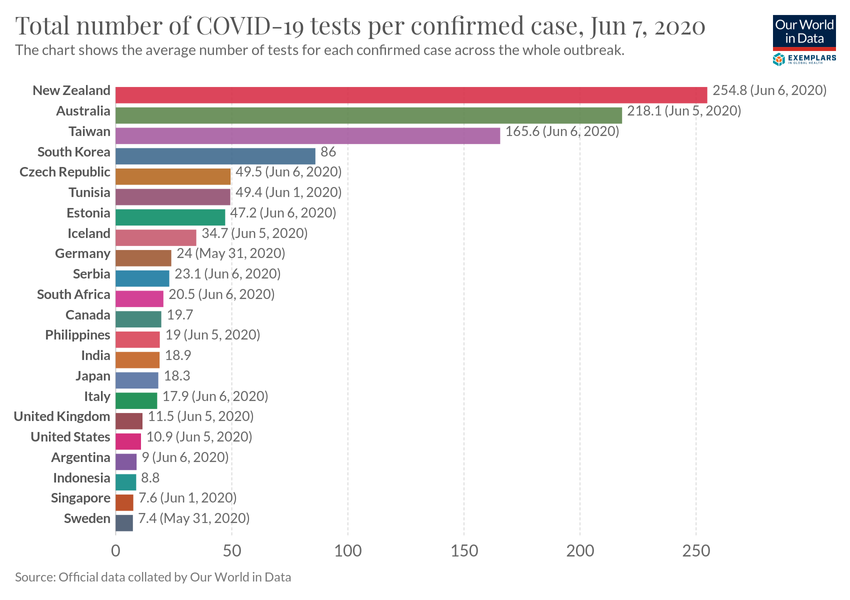 Total number of COVID-19 tests per confirmed case, Jun 7, 2020
The chart shows the average number of tests for each confirmed case across the whole outbreak.
Our World
in Data
EXEMPLARS
IN GLOBAL HEALTH
New Zealand 254.8 (Jun 6, 2020)
Australia 218.1 (Jun 5, 2020)
Taiwan 165.6 (Jun 6, 2020)
South Korea 86
Czech Republic 49.5 (Jun 6, 2020)
Tunisia 49.4 (Jun 1, 2020)
Estonia 47.2 (Jun 6, 2020)
Iceland 34.7 (Jun 5, 2020)
Germany 24 (May 31, 2020)
Serbia 23.1 (Jun 6, 2020)
South Africa 20.5 (Jun 6, 2020)
Canada 19.7
Philippines 19 (Jun 5, 2020)
India 18.9
Japan 18.3
Italy 17.9 (Jun 6, 2020)
United Kingdom 11.5 (Jun 5, 2020)
United States 10.9 (Jun 5, 2020)
Argentina 9 (Jun 6, 2020)
Indonesia 8.8
Singapore 7.6 (Jun 1, 2020)
Sweden 7.4 (May 31, 2020)
0 50 100 150 200 250
Source: Official data collated by Our World in Data